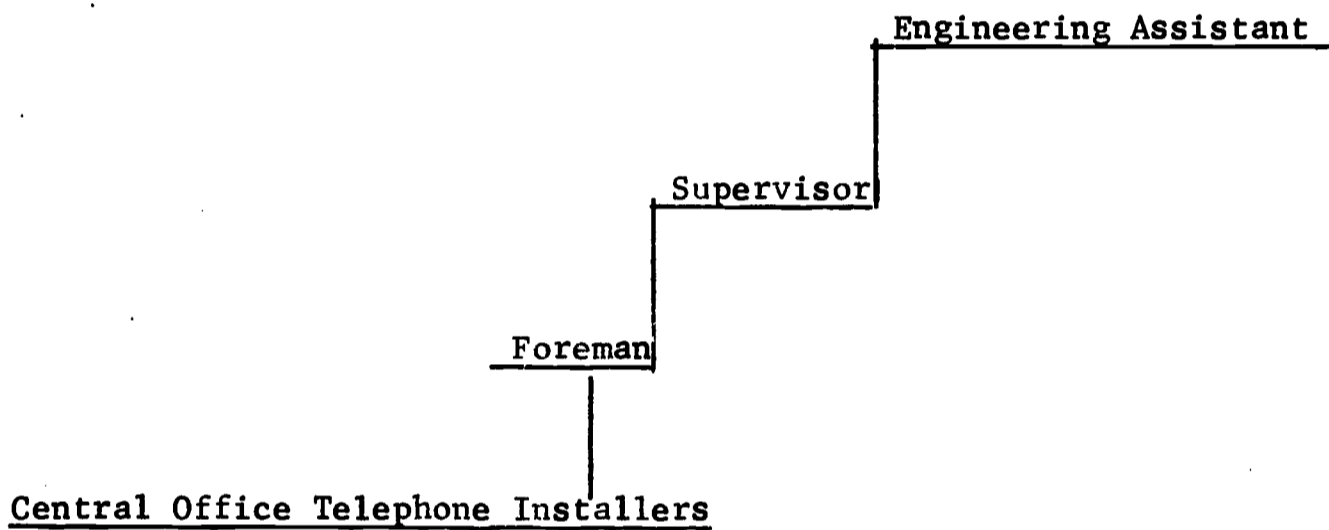 Engineering Assistant
Supervisor
Foreman
Central Office Telephone Installers